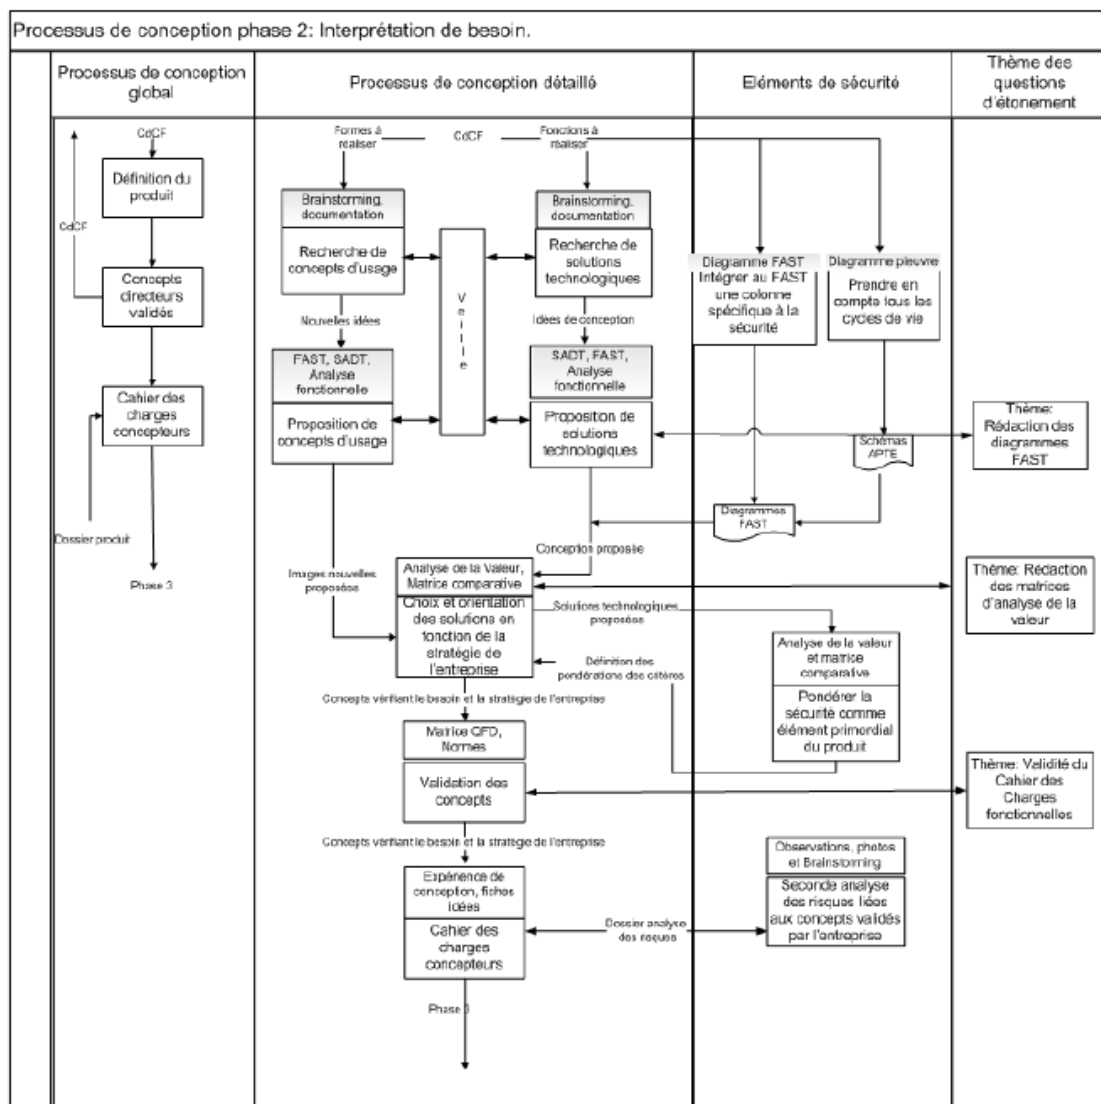 Processus de conception phase 2: Interprétation de besoin.
Processus de conception
global
Processus de conception détaillé
Eléments de sécurité
Thème des
questions
d'étonement
CdCF
Définition du
produit
CdCF
Concepts
directeurs
validés
Cahier des
charges
concepteurs
Dossier produit
Phase 3
Formes à
réaliser
CdCF
Fonctions à
réaliser
Brainstorming,
documentation
Recherche de
concepts d'usage
Nouvelles idées
FAST, SADT,
Analyse
fonctionnelle
Proposition de
concepts d'usage
Veille
Brainstorming,
documentation
Recherche de
solutions
technologiques
Idées de conception
SADT, FAST,
Analyse
fonctionnelle
Proposition de
solutions
technologiques
Diagramme FAST
Intégrer au FAST
une colonne
spécifique à la
sécurité
Diagramme pieuvre
Prendre en
compte tous les
cycles de vie
Schémas
APTE
Diagrammes
FAST
Thème:
Rédaction des
diagrammes
FAST
Conception proposée
Images nouvelles
proposées
Analyse de la Valeur,
Matrice comparative
Choix et orientation
des solutions en
fonction de la
stratégie de
l'entreprise
Solutions technologiques
proposées
Définition des
pondérations des critères
Analyse de la valeur
et matrice
comparative
Pondérer la
sécurité comme
élément primordial
du produit
Thème: Rédaction
des matrices
d'analyse de la
valeur
Concepts vérifiant le besoin et la stratégie de l'entreprise
Matrice QFD,
Normes
Validation des
concepts
Thème: Validité du
Cahier des
Charges
fonctionnelles
Concepts vérifiant le besoin et la stratégie de l'entreprise
Expérience de
conception, fiches
idées
Cahier des
charges
concepteurs
Dossier analyse
des risques
Observations, photos
et Brainstorming
Seconde analyse
des risques liées
aux concepts validés
par l'entreprise
Phase 3